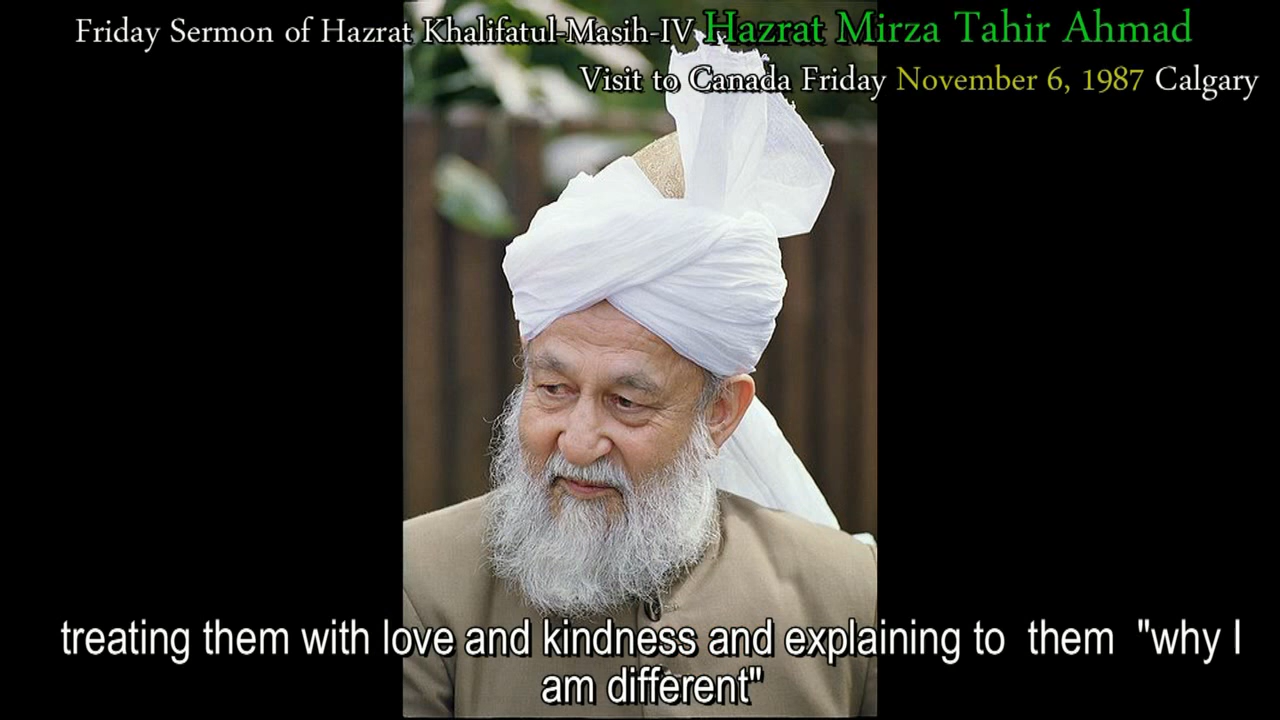 Friday Sermon of Hazrat Khalifatul-Masih-IV Hazrat Mirza Tahir Ahmad
Visit to Canada Friday November 6, 1987 Calgary
treating them with love and kindness and explaining to them "why I
am different"